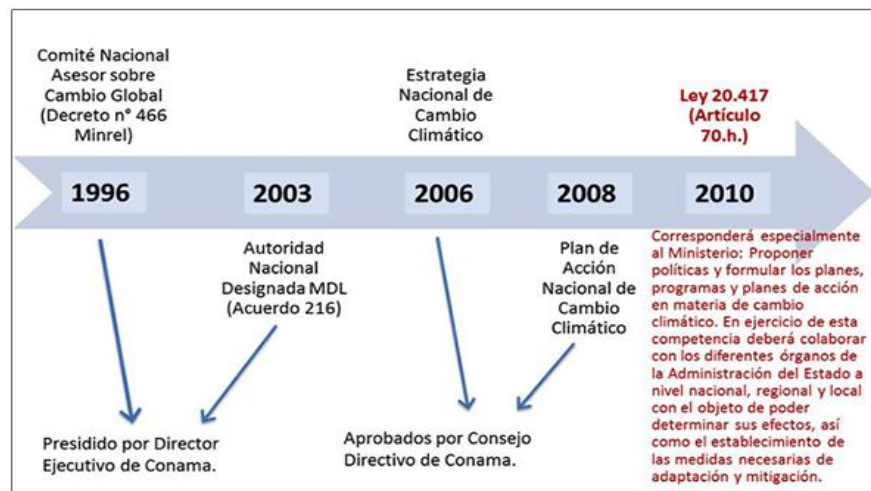 Comité Nacional
Asesor sobre
Cambio Global
(Decreto n° 466
Minrel)
Estrategia
Nacional de
Cambio
Climático
Ley 20.417
(Artículo
70.h.)
1996
2003
2006
2008
2010
Autoridad
Nacional
Designada MDL
(Acuerdo 216)
Plan de
Acción
Nacional de
Cambio
Climático
Corresponderá especialmente
al Ministerio: Proponer
políticas y formular los planes,
programas y planes de acción
en materia de cambio
climático. En ejercicio de esta
competencia deberá colaborar
con los diferentes órganos de
la Administración del Estado a
nivel nacional, regional y local
con el objeto de poder
determinar sus efectos, así
como el establecimiento de
las medidas necesarias de
adaptación y mitigación.
Presidido por Director
Ejecutivo de Conama.
Aprobados por Consejo
Directivo de Conama.